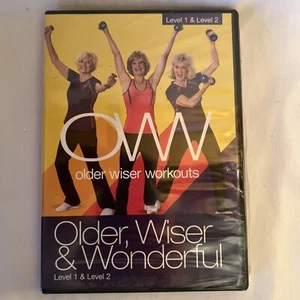 Level 1 & Level 2
OWW
older wiser workouts
Older, Wiser
& Wonderful
Level 1 & Level 2